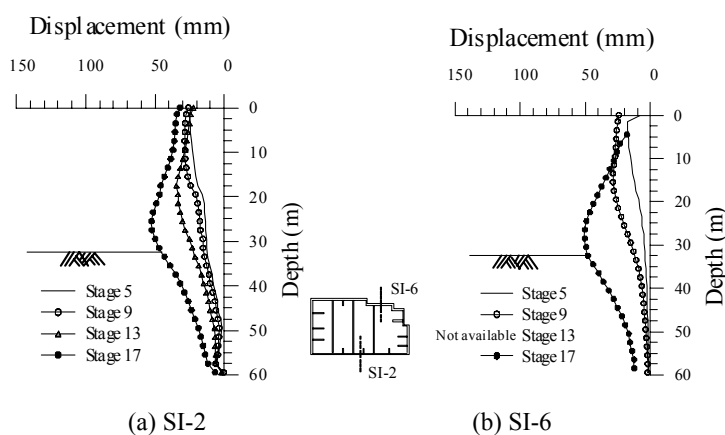 Displacement (mm)
150 100 50 0
0
10
20
30
40
50
60
Depth (m)
Stage 5
Stage 9
Stage 13
Stage 17
(a) SI-2
SI-6
SI-2
Displacement (mm)
150 100 50 0
0
10
20
30
40
50
60
Depth (m)
Stage 5
Stage 9
Not available Stage 13
Stage 17
(b) SI-6